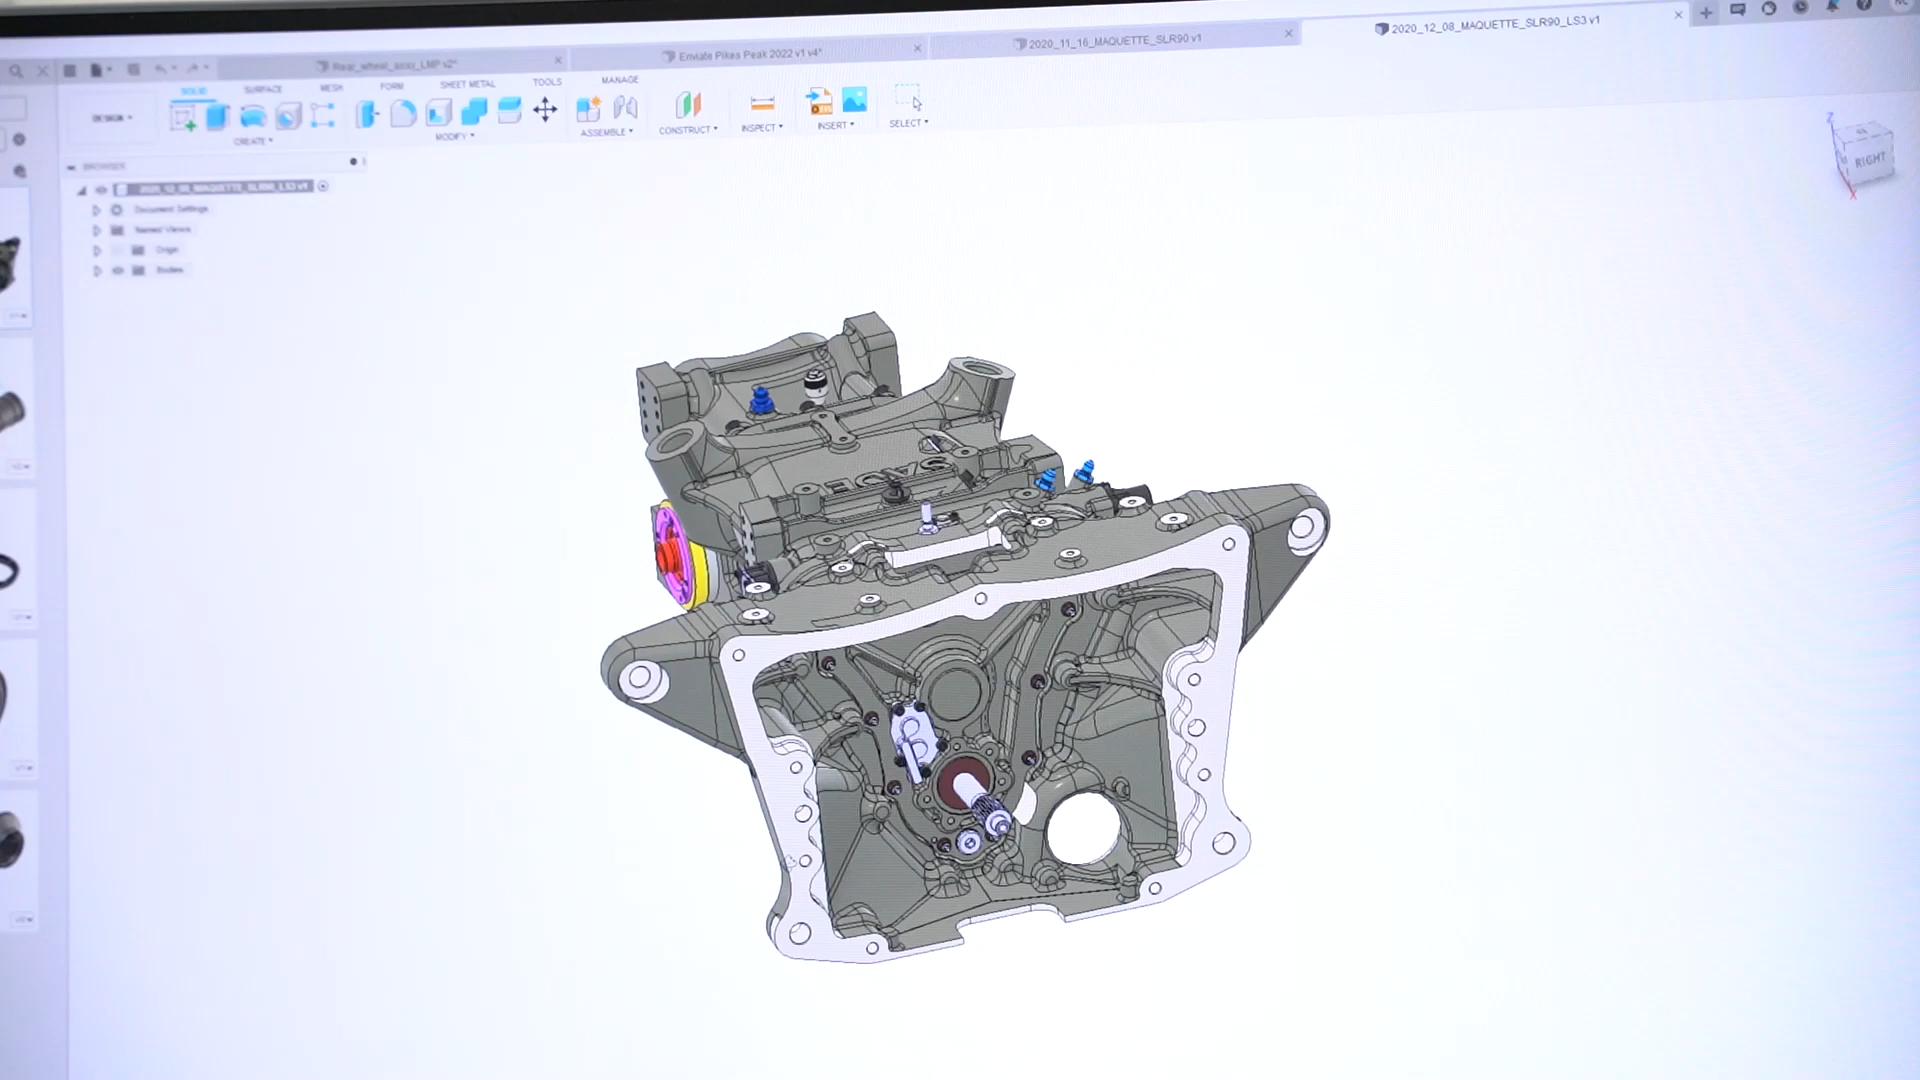 Rear_wheel_assy_LMP v2*
Enviate Pikes Peak 2022 v1 v4*
2020_11_16_MAQUETTE_SLR90 v1
2020_12_08_MAQUETTE_SLR90_LS3 v1
SOLID SURFACE MESH FORM SHEET METAL TOOLS MANAGE
DESIGN
CREATE MODIFY ASSEMBLE CONSTRUCT INSPECT INSERT SELECT
BROWSER
2020_12_08_MAQUETTE_SLR90_LS3 v1
Document Settings
Named Views
Origin
Bodies
Z
RIGHT
X
SADE